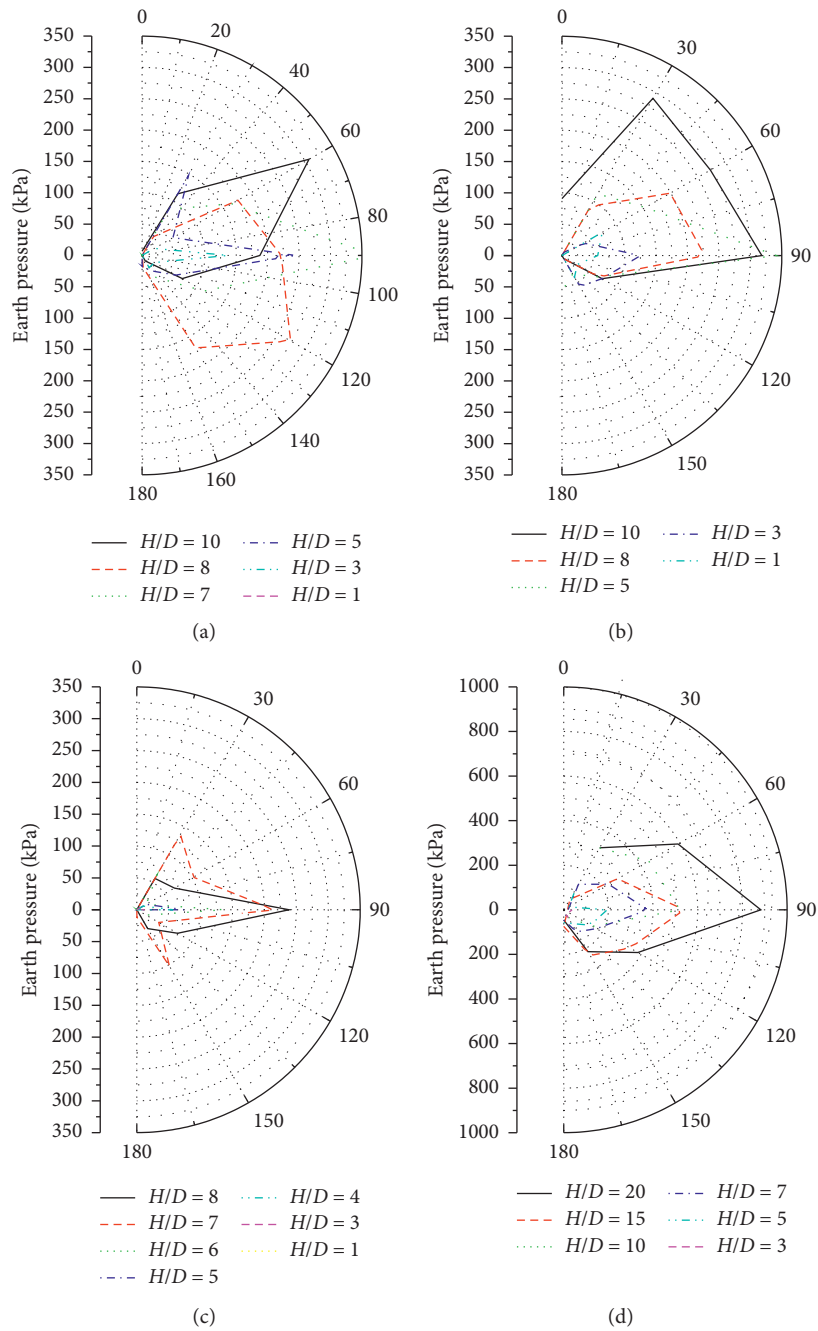 0
350
300
250
200
150
100
50
0
50
100
150
200
250
300
350
Earth pressure (kPa)
20
40
60
80
100
120
140
160
180
H/D = 10
H/D = 8
H/D = 7
H/D = 5
H/D = 3
H/D = 1
(a)
0
350
300
250
200
150
100
50
0
50
100
150
200
250
300
350
Earth pressure (kPa)
30
60
90
120
150
180
H/D = 10
H/D = 8
H/D = 5
H/D = 3
H/D = 1
(b)
0
350
300
250
200
150
100
50
0
50
100
150
200
250
300
350
Earth pressure (kPa)
30
60
90
120
150
180
H/D = 8
H/D = 7
H/D = 6
H/D = 5
H/D = 4
H/D = 3
H/D = 1
(c)
0
1000
800
600
400
200
0
200
400
600
800
1000
Earth pressure (kPa)
30
60
90
120
150
180
H/D = 20
H/D = 15
H/D = 10
H/D = 7
H/D = 5
H/D = 3
(d)